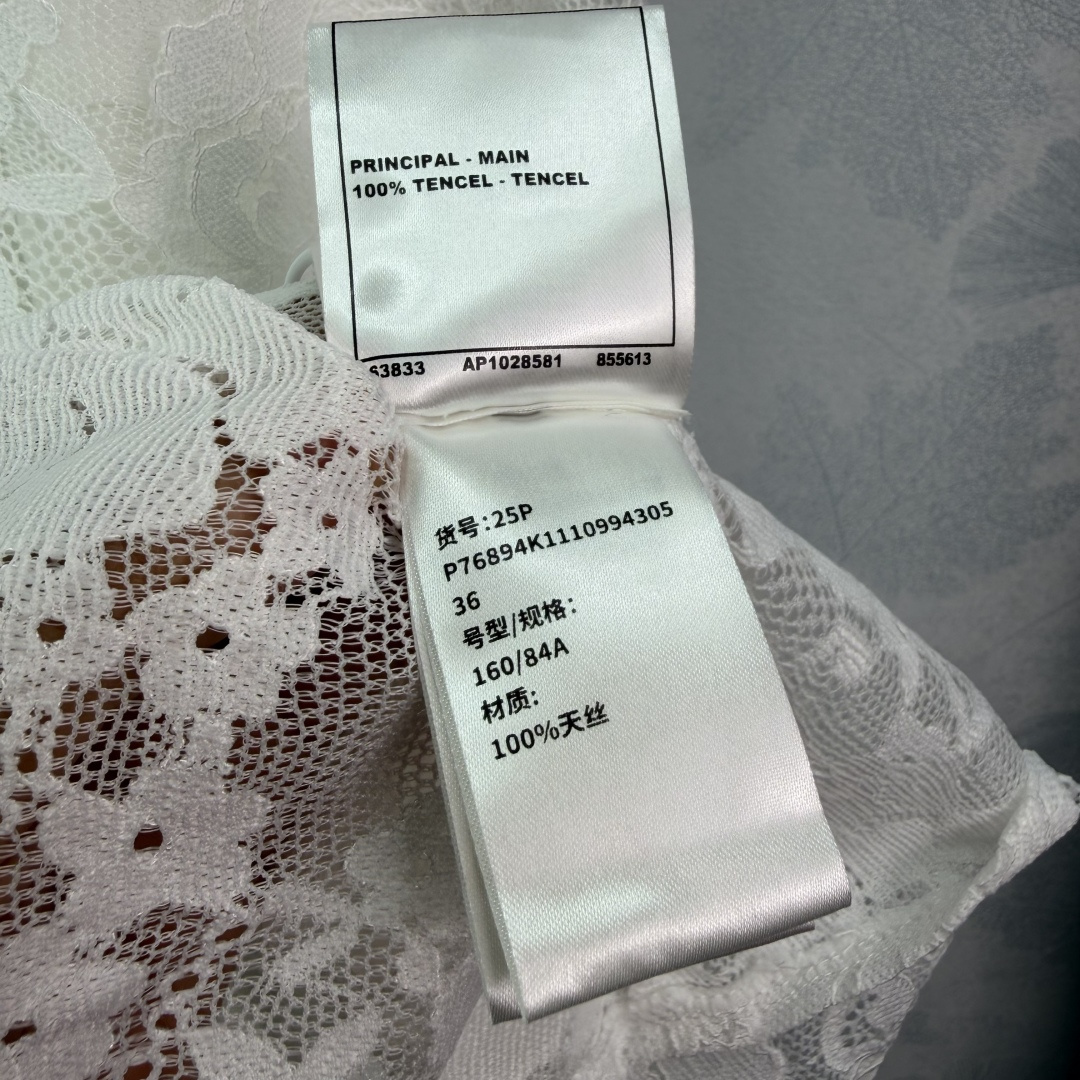 PRINCIPAL - MAIN
100% TENCEL - TENCEL
63833 AP1028581 855613
货号:25P
P76894K1110994305
36
号型/规格:
160/84A
材质:
100%天丝